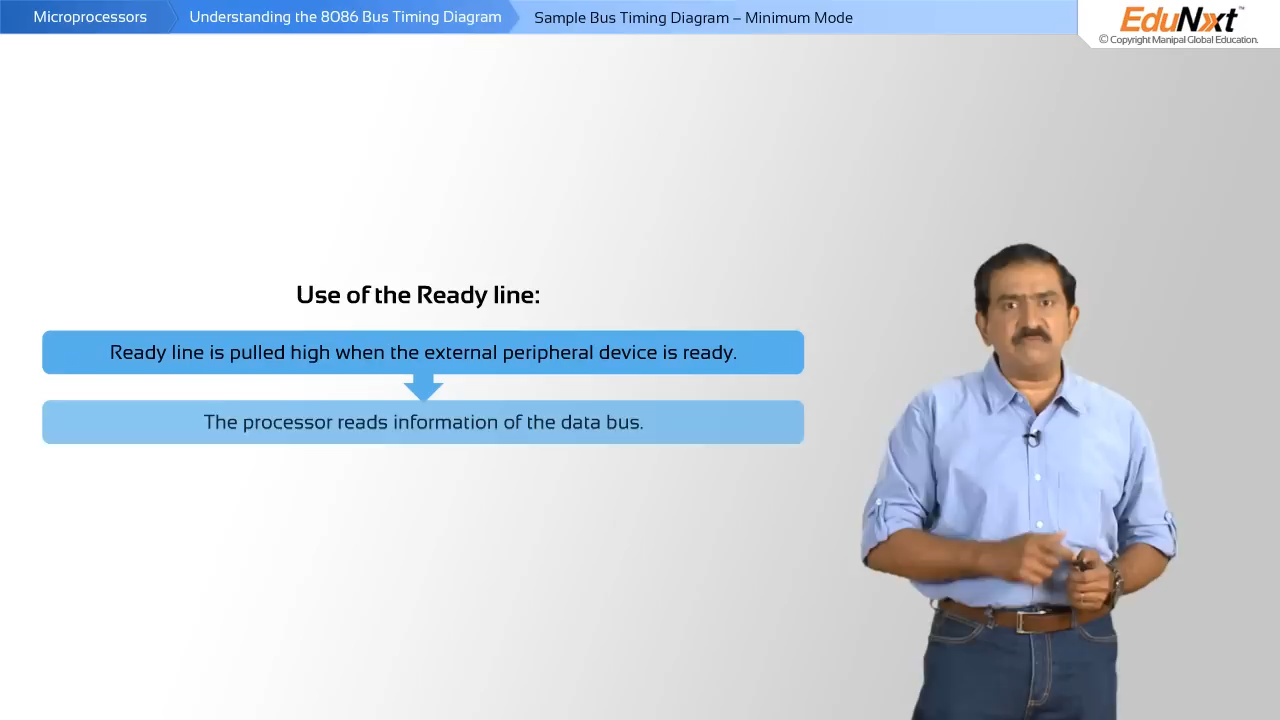 Microprocessors
Understanding the 8086 Bus Timing Diagram
Sample Bus Timing Diagram – Minimum Mode
EduNxt™
© Copyright Manipal Global Education.
Use of the Ready line:
Ready line is pulled high when the external peripheral device is ready.
The processor reads information of the data bus.